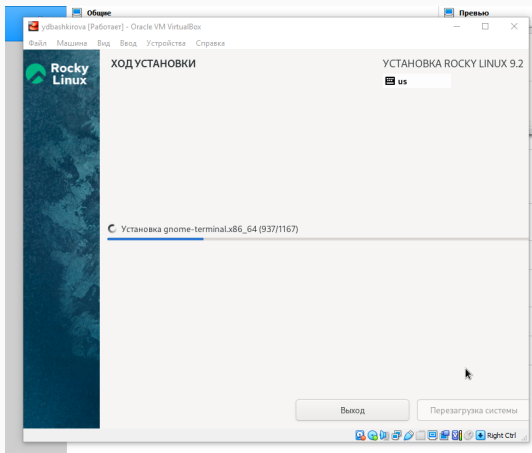 Общие
Превью
ydbashkirova [Работает] - Oracle VM VirtualBox
Файл Машина Вид Ввод Устройства Справка
Rocky
Linux
ХОД УСТАНОВКИ
УСТАНОВКА ROCKY LINUX 9.2
us
Установка gnome-terminal.x86_64 (937/1167)
Выход
Перезагрузка системы
Right Ctrl